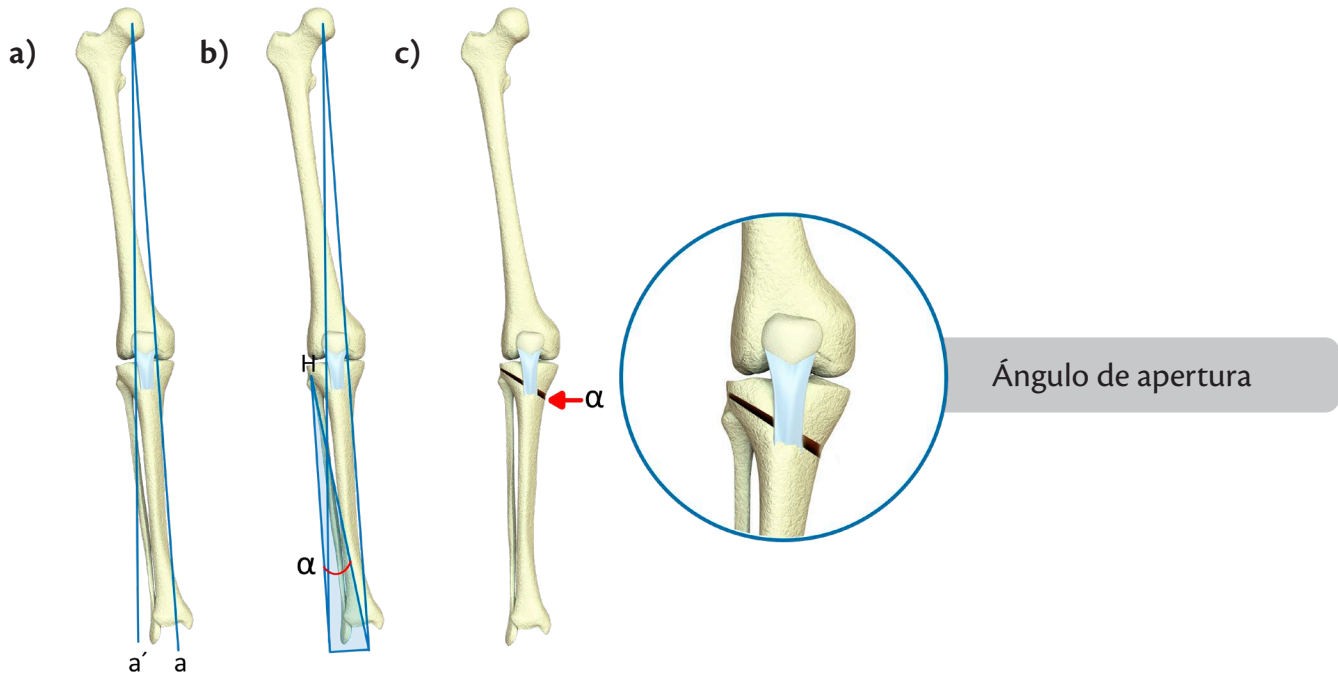 a)
b)
c)
H
α
α
a´
a
Ángulo de apertura